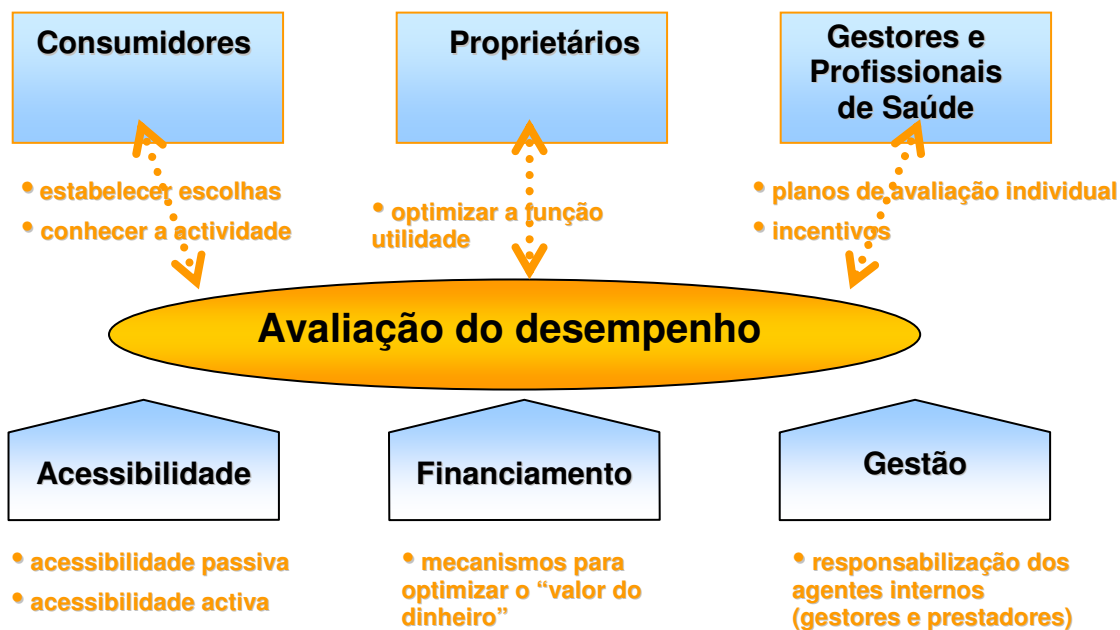 Consumidores
Proprietários
Gestores e
Profissionais
de Saúde
• estabelecer escolhas
• conhecer a actividade
• optimizar a função
utilidade
• planos de avaliação individual
• incentivos
Avaliação do desempenho
Acessibilidade
Financiamento
Gestão
• acessibilidade passiva
• acessibilidade activa
• mecanismos para
optimizar o “valor do
dinheiro”
• responsabilização dos
agentes internos
(gestores e prestadores)